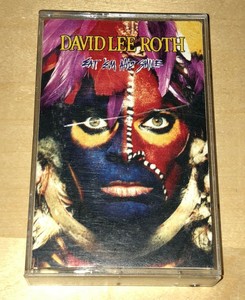 DAVID LEE ROTH
EAT 'EM AND SMILE